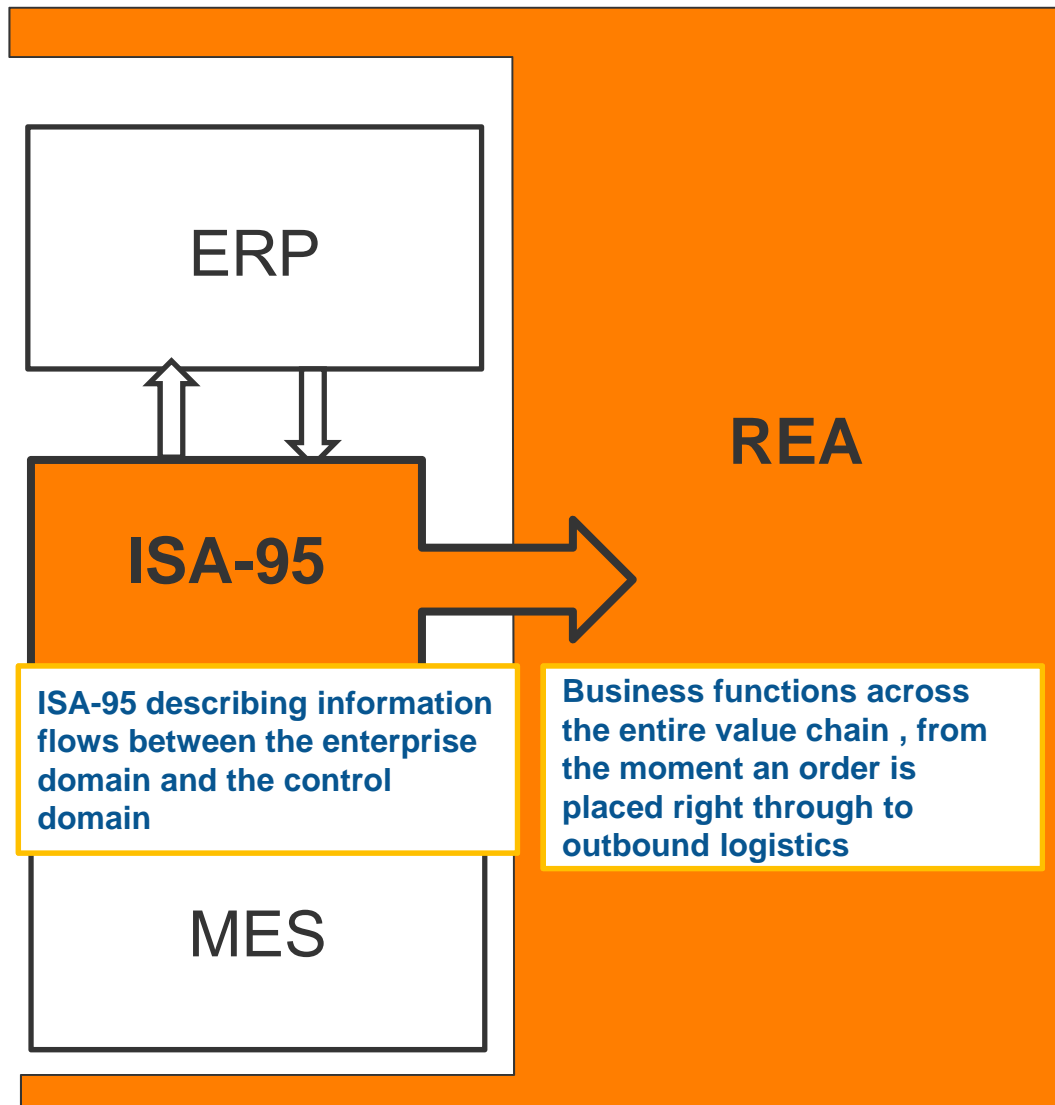 ERP
REA
ISA-95
ISA-95 describing information
flows between the enterprise
domain and the control
domain
Business functions across
the entire value chain , from
the moment an order is
placed right through to
outbound logistics
MES